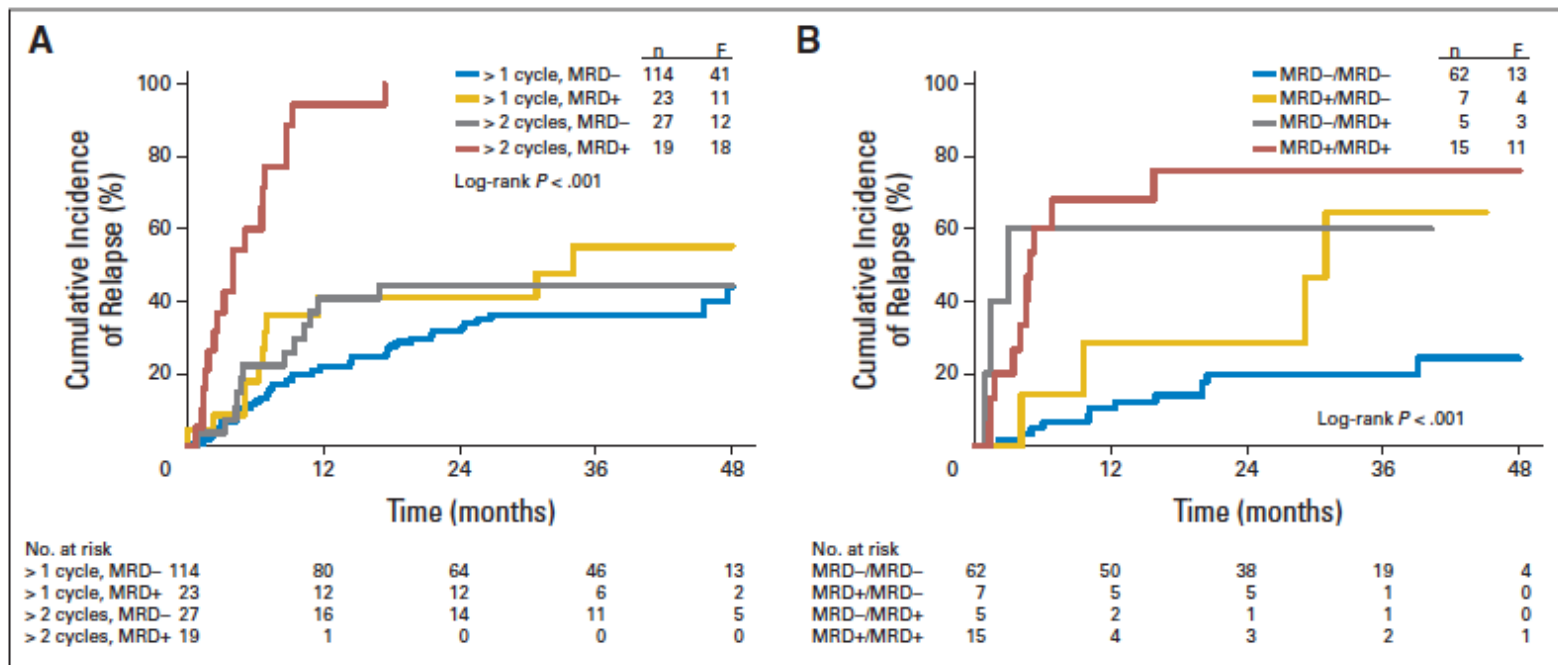 A
n F
> 1 cycle, MRD– 114 41
> 1 cycle, MRD+ 23 11
> 2 cycles, MRD– 27 12
> 2 cycles, MRD+ 19 18
Log-rank P < .001
Cumulative Incidence
of Relapse (%)
100
80
60
40
20
0 12 24 36 48
Time (months)
No. at risk
> 1 cycle, MRD– 114 80 64 46 13
> 1 cycle, MRD+ 23 12 12 6 2
> 2 cycles, MRD– 27 16 14 11 5
> 2 cycles, MRD+ 19 1 0 0 0
B
n F
MRD–/MRD– 62 13
MRD+/MRD– 7 4
MRD–/MRD+ 5 3
MRD+/MRD+ 15 11
Cumulative Incidence
of Relapse (%)
100
80
60
40
20
Log-rank P < .001
0 12 24 36 48
Time (months)
No. at risk
MRD–/MRD– 62 50 38 19 4
MRD+/MRD– 7 5 5 1 0
MRD–/MRD+ 5 2 1 1 0
MRD+/MRD+ 15 4 3 2 1